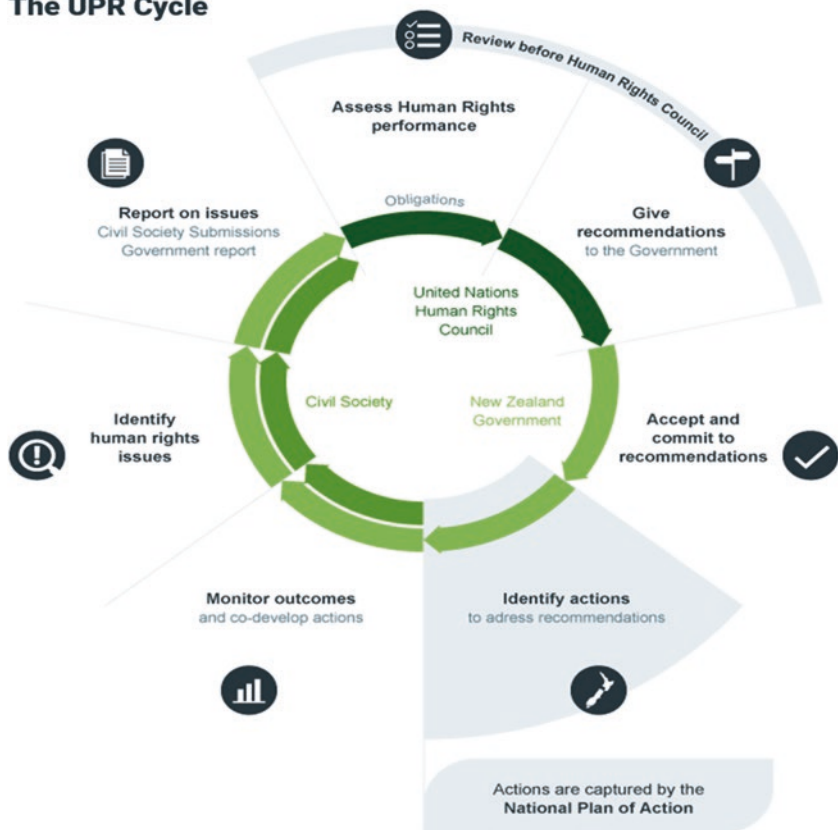 The UPR Cycle
Review before Human Rights Council
Assess Human Rights
performance
Obligations
Give
recommendations
to the Government
Report on issues
Civil Society Submissions
Government report
United Nations
Human Rights
Council
Civil Society
New Zealand
Government
Accept and
commit to
recommendations
Identify
human rights
issues
Monitor outcomes
and co-develop actions
Identify actions
to adress recommendations
Actions are captured by the
National Plan of Action